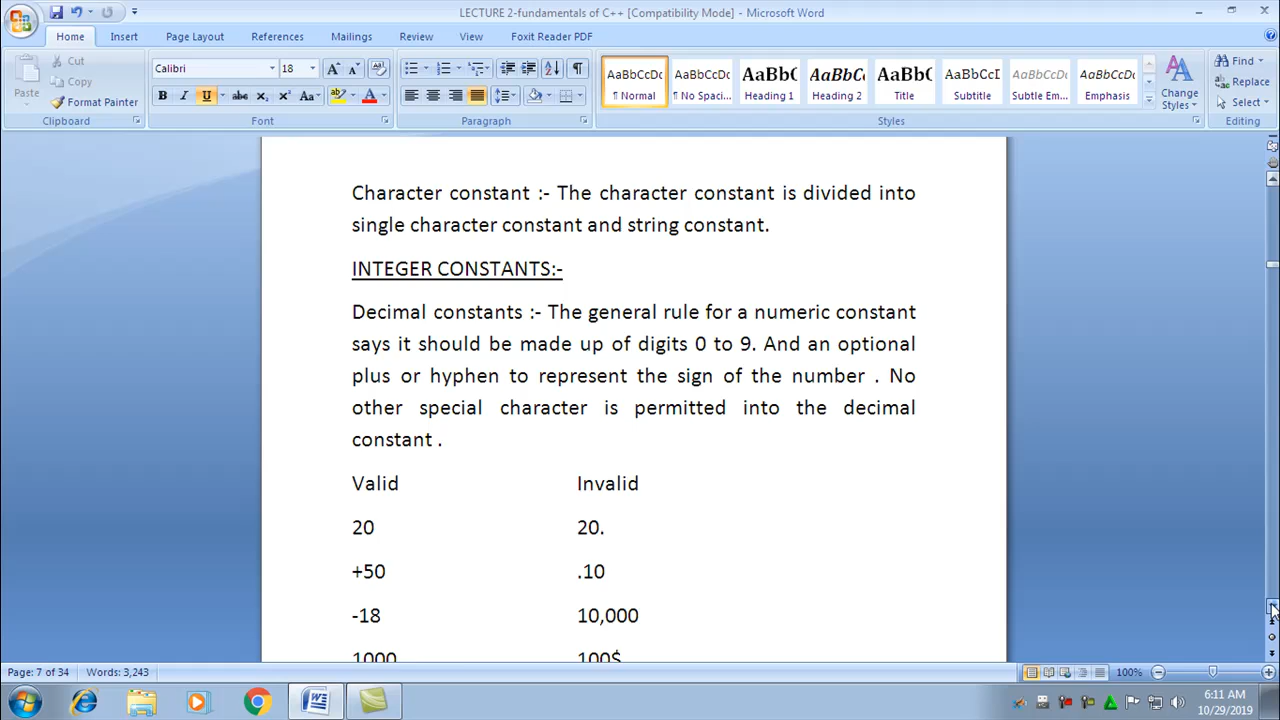 LECTURE 2-fundamentals of C++ [Compatibility Mode] - Microsoft Word
Home Insert Page Layout References Mailings Review View Foxit Reader PDF
Paste
Cut
Copy
Format Painter
Clipboard
Calibri 18
Font
Paragraph
AaBbCcDc AaBbCcDc AaBbC AaBbCc AaBbC AaBbCcI AaBbCcDc AaBbCcDc
¶ Normal ¶ No Spaci... Heading 1 Heading 2 Title Subtitle Subtle Em... Emphasis
Change Styles
Styles
Find
Replace
Select
Editing
Character constant :- The character constant is divided into
single character constant and string constant.
INTEGER CONSTANTS:-
Decimal constants :- The general rule for a numeric constant
says it should be made up of digits 0 to 9. And an optional
plus or hyphen to represent the sign of the number . No
other special character is permitted into the decimal
constant .
Valid Invalid
20 20.
+50 .10
-18 10,000
1000 100$
Page: 7 of 34 Words: 3,243 100%
6:11 AM
10/29/2019